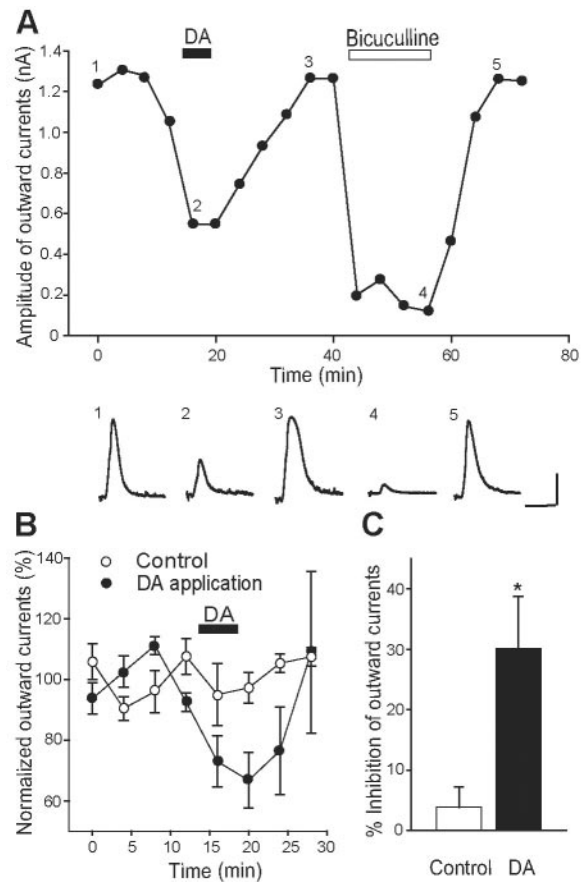 A
DA
Bicuculline
Amplitude of outward currents (nA)
1.4
1.2
1.0
0.8
0.6
0.4
0.2
0
1
2
3
4
5
0
20
40
60
80
Time (min)
1
2
3
4
5
B
Control
DA application
DA
Normalized outward currents (%)
140
120
100
80
60
0
5
10
15
20
25
30
Time (min)
C
% Inhibition of outward currents
40
30
20
10
0
*
Control
DA